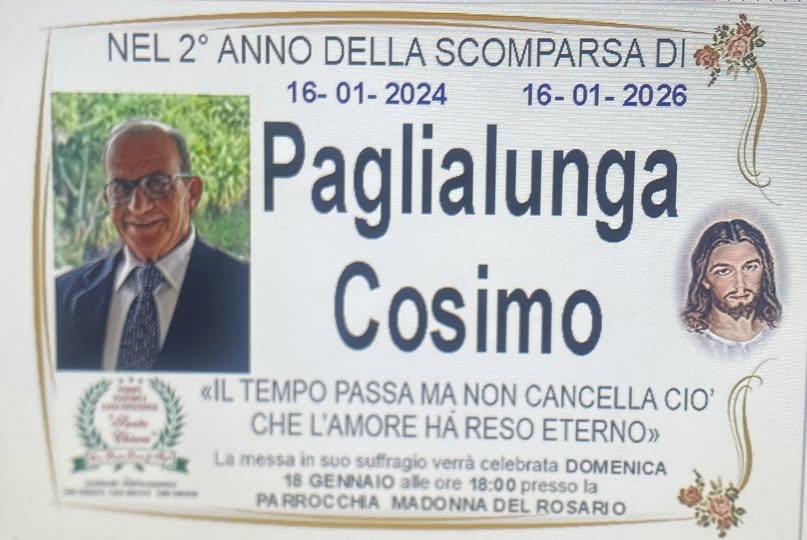 NEL 2° ANNO DELLA SCOMPARSA DI
16- 01- 2024 16- 01- 2026
Paglialunga
Cosimo
«IL TEMPO PASSA MA NON CANCELLA CIO’
CHE L’AMORE HÁ RESO ETERNO»
La messa in suo suffragio verrà celebrata DOMENICA
18 GENNAIO alle ore 18:00 presso la
PARROCCHIA MADONNA DEL ROSARIO
"Santa
Chiara"